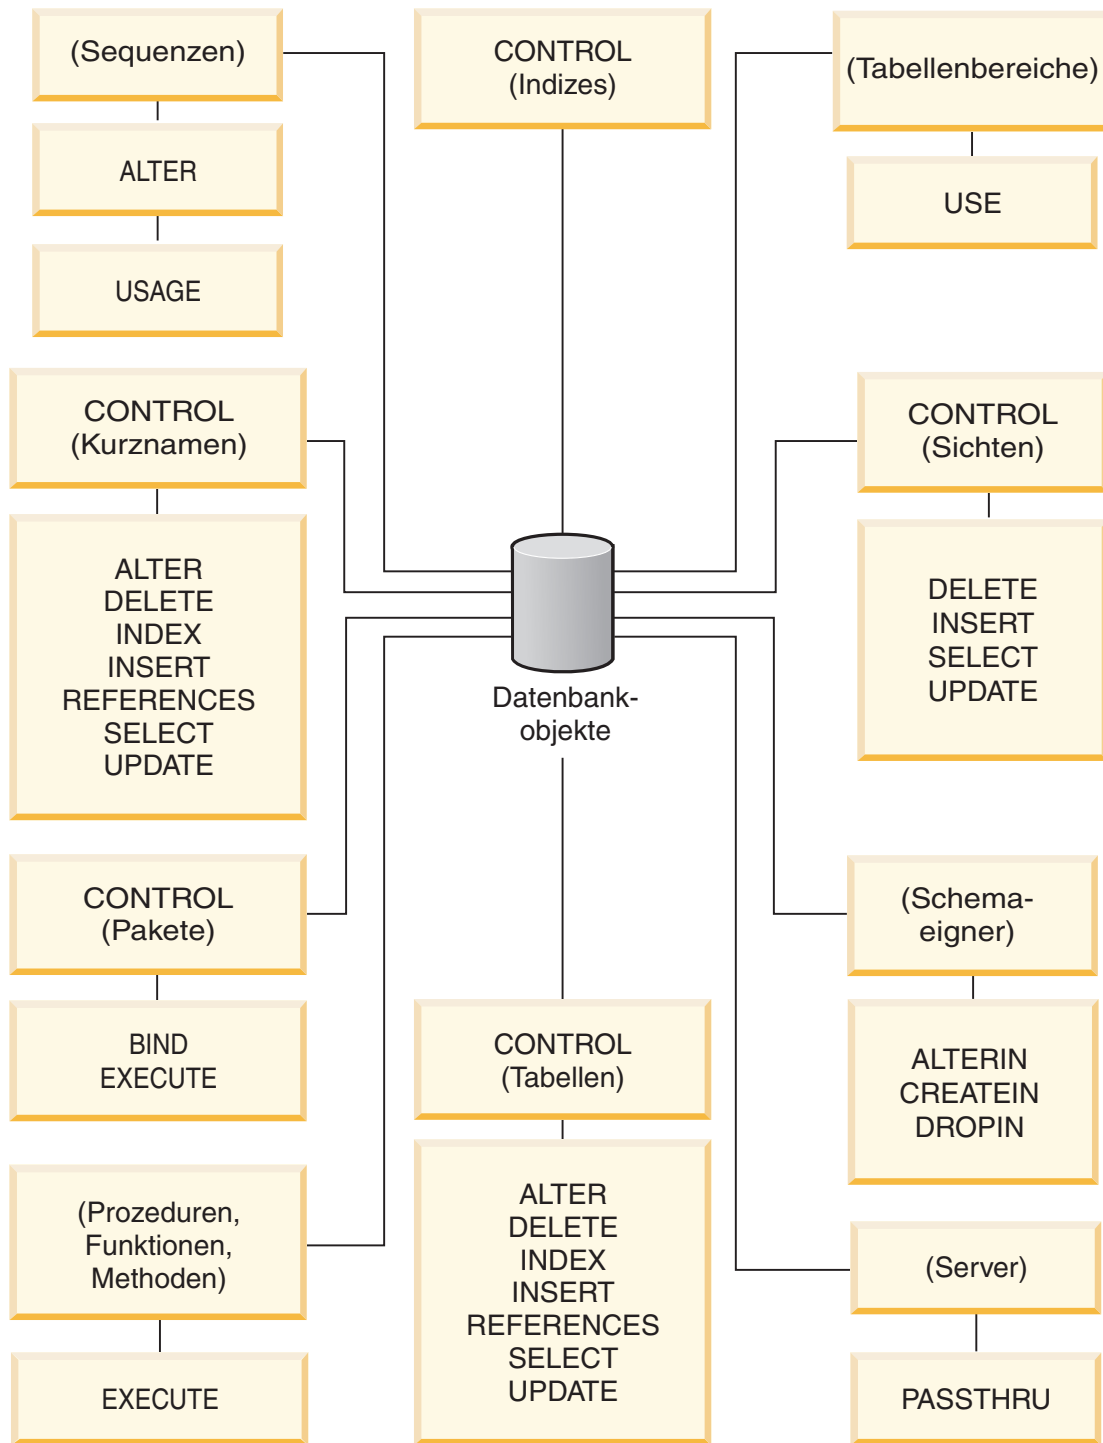 (Sequenzen)
ALTER
USAGE
CONTROL
(Indizes)
(Tabellenbereiche)
USE
CONTROL
(Kurznamen)
ALTER
DELETE
INDEX
INSERT
REFERENCES
SELECT
UPDATE
CONTROL
(Sichten)
DELETE
INSERT
SELECT
UPDATE
Datenbank-
objekte
CONTROL
(Pakete)
BIND
EXECUTE
(Schema-
eigner)
ALTERIN
CREATEIN
DROPIN
CONTROL
(Tabellen)
ALTER
DELETE
INDEX
INSERT
REFERENCES
SELECT
UPDATE
(Prozeduren,
Funktionen,
Methoden)
EXECUTE
(Server)
PASSTHRU